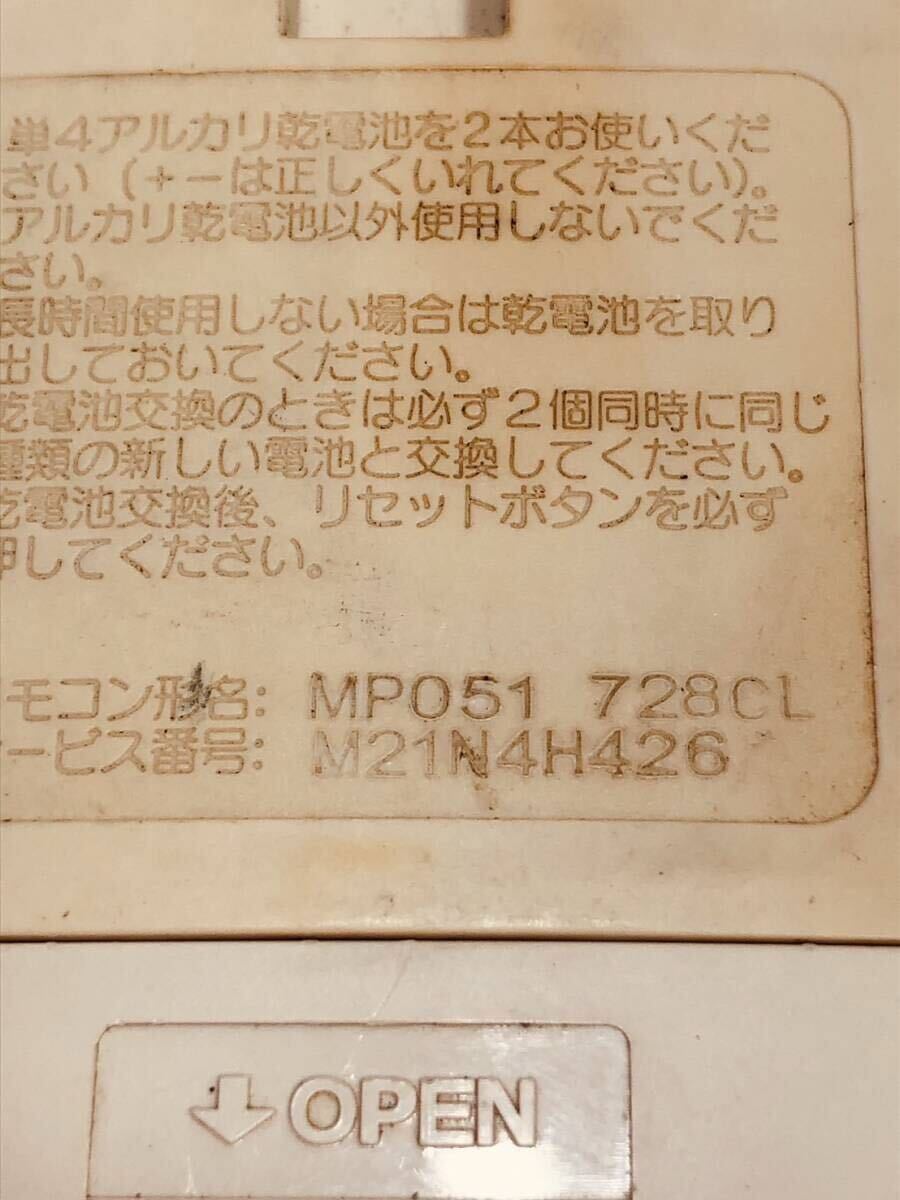 単4アルカリ乾電池を2本お使いくだ
さい(+ーは正しくいれてください)。
アルカリ乾電池以外使用しないでくだ
さい。
長時間使用しない場合は乾電池を取り
出しておいてください。
乾電池交換のときは必ず2個同時に同じ
種類の新しい電池と交換してください。
乾電池交換後、リセットボタンを必ず
押してください。
モコン形名: MP051 728CL
ービス番号: M21N4H426
↓OPEN